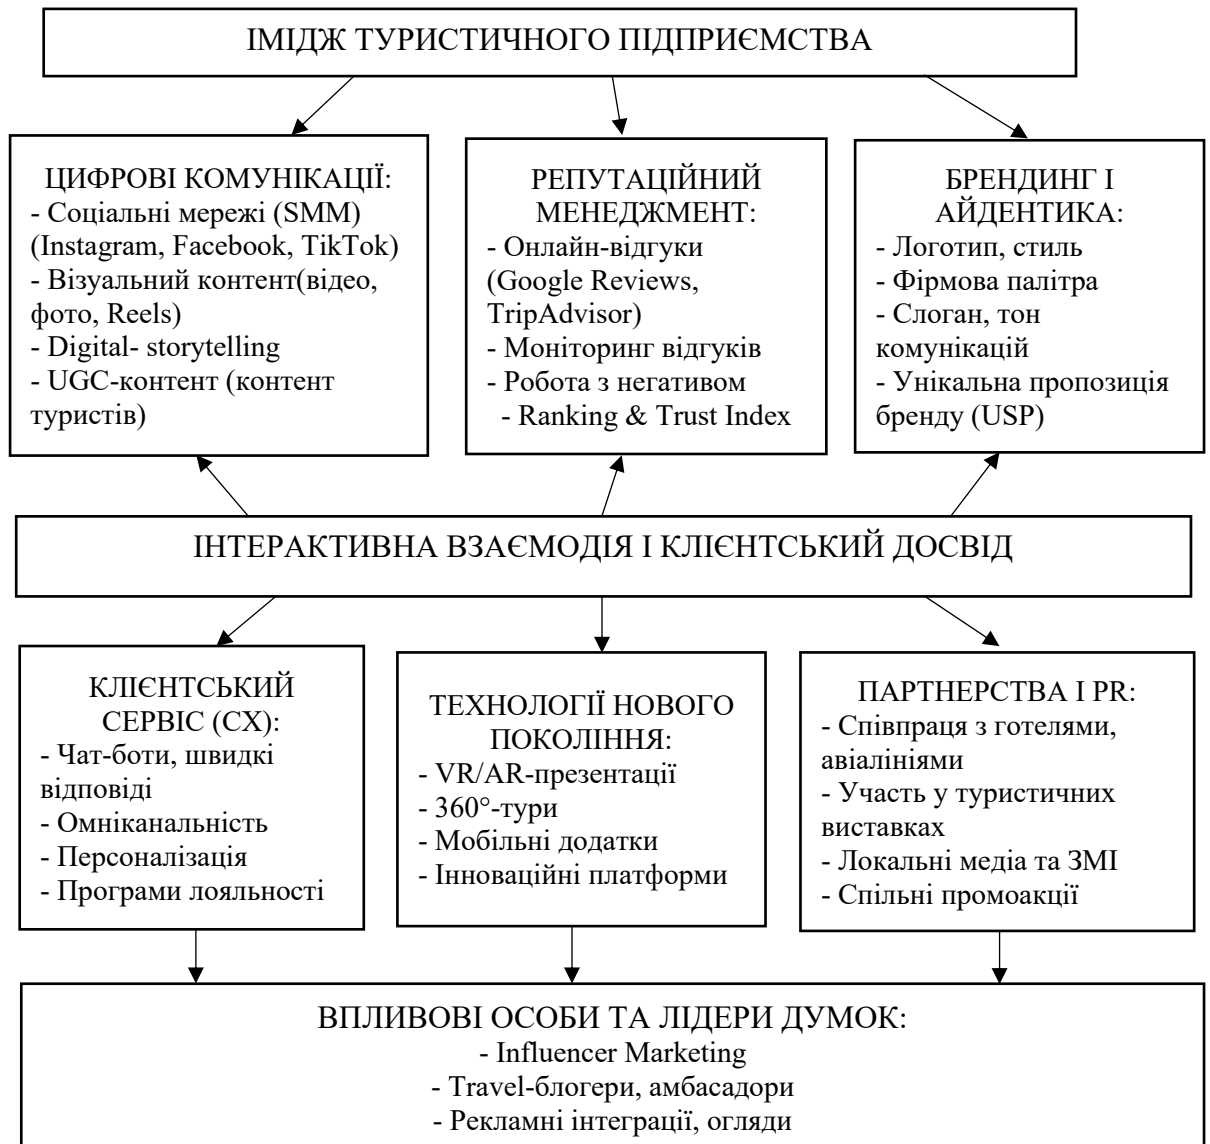 ІМІДЖ ТУРИСТИЧНОГО ПІДПРИЄМСТВА
ЦИФРОВІ КОМУНІКАЦІЇ:
- Соціальні мережі (SMM)
(Instagram, Facebook, TikTok)
- Візуальний контент(відео,
фото, Reels)
- Digital- storytelling
- UGC-контент (контент
туристів)
РЕПУТАЦІЙНИЙ
МЕНЕДЖМЕНТ:
- Онлайн-відгуки
(Google Reviews,
TripAdvisor)
- Моніторинг відгуків
- Робота з негативом
- Ranking & Trust Index
БРЕНДИНГ І
АЙДЕНТИКА:
- Логотип, стиль
- Фірмова палітра
- Слоган, тон
комунікацій
- Унікальна пропозиція
бренду (USP)
ІНТЕРАКТИВНА ВЗАЄМОДІЯ І КЛІЄНТСЬКИЙ ДОСВІД
КЛІЄНТСЬКИЙ
СЕРВІС (CX):
- Чат-боти, швидкі
відповіді
- Омніканальність
- Персоналізація
- Програми лояльності
ТЕХНОЛОГІЇ НОВОГО
ПОКОЛІННЯ:
- VR/AR-презентації
- 360°-тури
- Мобільні додатки
- Інноваційні платформи
ПАРТНЕРСТВА І PR:
- Співпраця з готелями,
авіалініями
- Участь у туристичних
виставках
- Локальні медіа та ЗМІ
- Спільні промоакції
ВПЛИВОВІ ОСОБИ ТА ЛІДЕРИ ДУМОК:
- Influencer Marketing
- Travel-блогери, амбасадори
- Рекламні інтеграції, огляди